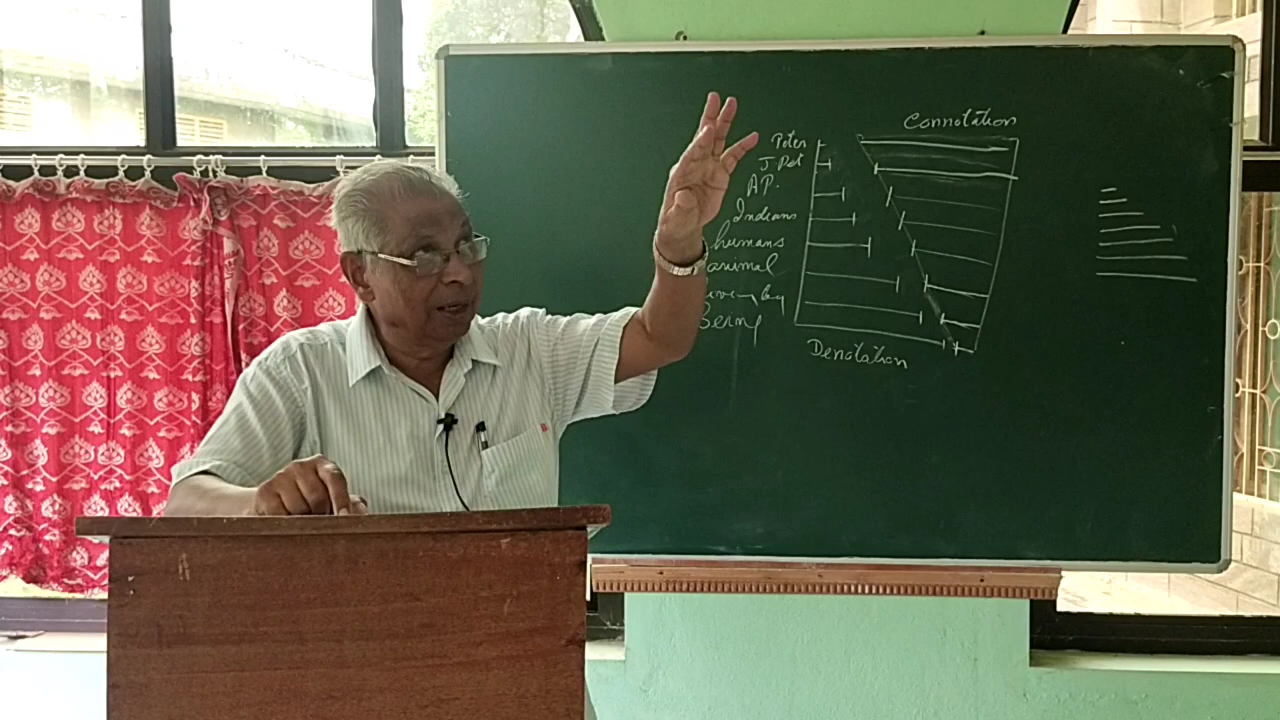 Connotation
Peter
J. Pet
A P.
Indians
humans
animal
Being
Denotation